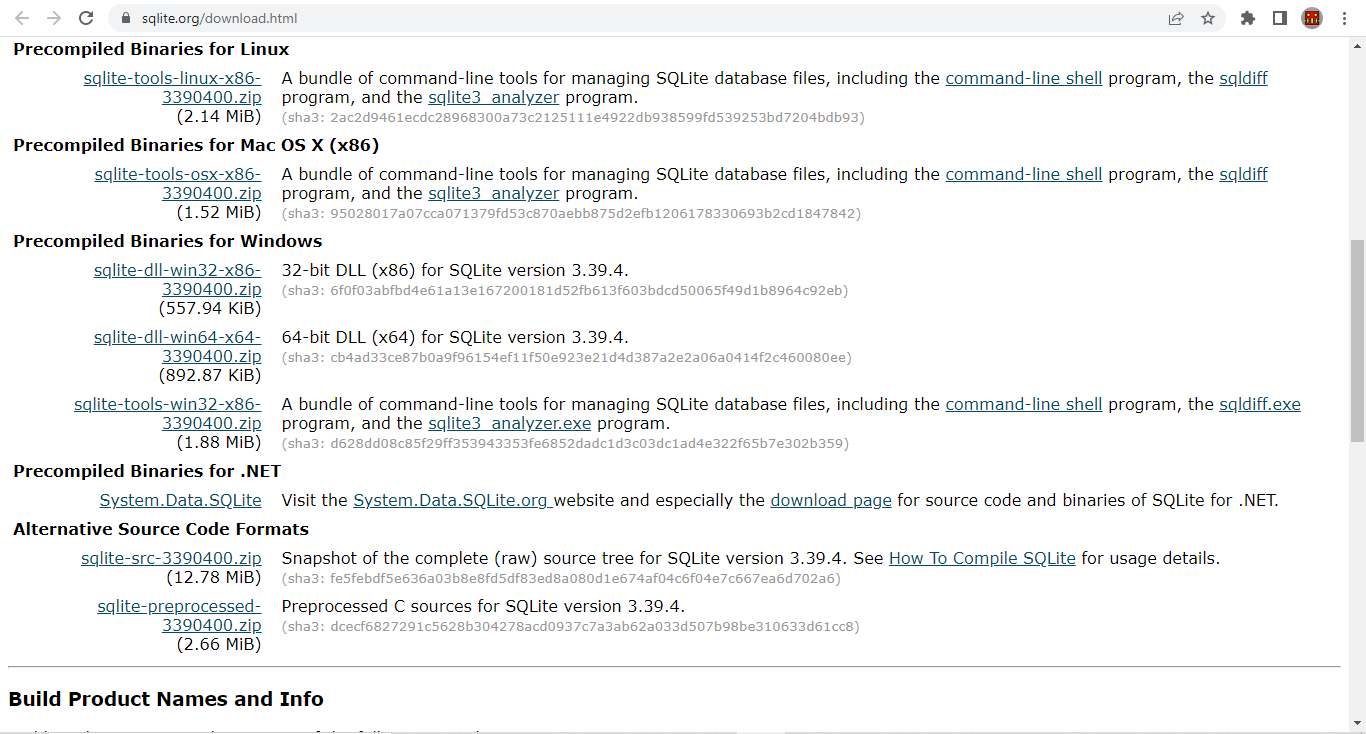 sqlite.org/download.html
Precompiled Binaries for Linux
sqlite-tools-linux-x86-
3390400.zip
(2.14 MiB)
A bundle of command-line tools for managing SQLite database files, including the command-line shell program, the sqldiff
program, and the sqlite3_analyzer program.
(sha3: 2ac2d9461ecdc28968300a73c2125111e4922db938599fd539253bd7204bdb93)
Precompiled Binaries for Mac OS X (x86)
sqlite-tools-osx-x86-
3390400.zip
(1.52 MiB)
A bundle of command-line tools for managing SQLite database files, including the command-line shell program, the sqldiff
program, and the sqlite3_analyzer program.
(sha3: 95028017a07cca071379fd53c870aebb875d2efb1206178330693b2cd1847842)
Precompiled Binaries for Windows
sqlite-dll-win32-x86-
3390400.zip
(557.94 KiB)
32-bit DLL (x86) for SQLite version 3.39.4.
(sha3: 6f0f03abfbd4e61a13e167200181d52fb613f603bdcd50065f49d1b8964c92eb)
sqlite-dll-win64-x64-
3390400.zip
(892.87 KiB)
64-bit DLL (x64) for SQLite version 3.39.4.
(sha3: cb4ad33ce87b0a9f96154ef11f50e923e21d4d387a2e2a06a0414f2c460080ee)
sqlite-tools-win32-x86-
3390400.zip
(1.88 MiB)
A bundle of command-line tools for managing SQLite database files, including the command-line shell program, the sqldiff.exe
program, and the sqlite3_analyzer.exe program.
(sha3: d628dd08c85f29ff353943353fe6852dadc1d3c03dc1ad4e322f65b7e302b359)
Precompiled Binaries for .NET
System.Data.SQLite
Visit the System.Data.SQLite.org website and especially the download page for source code and binaries of SQLite for .NET.
Alternative Source Code Formats
sqlite-src-3390400.zip
(12.78 MiB)
Snapshot of the complete (raw) source tree for SQLite version 3.39.4. See How To Compile SQLite for usage details.
(sha3: fe5febdf5e636a03b8e8fd5df83ed8a080d1e674af04c6f04e7c667ea6d702a6)
sqlite-preprocessed-
3390400.zip
(2.66 MiB)
Preprocessed C sources for SQLite version 3.39.4.
(sha3: dcecf6827291c5628b304278acd0937c7a3ab62a033d507b98be310633d61cc8)
Build Product Names and Info